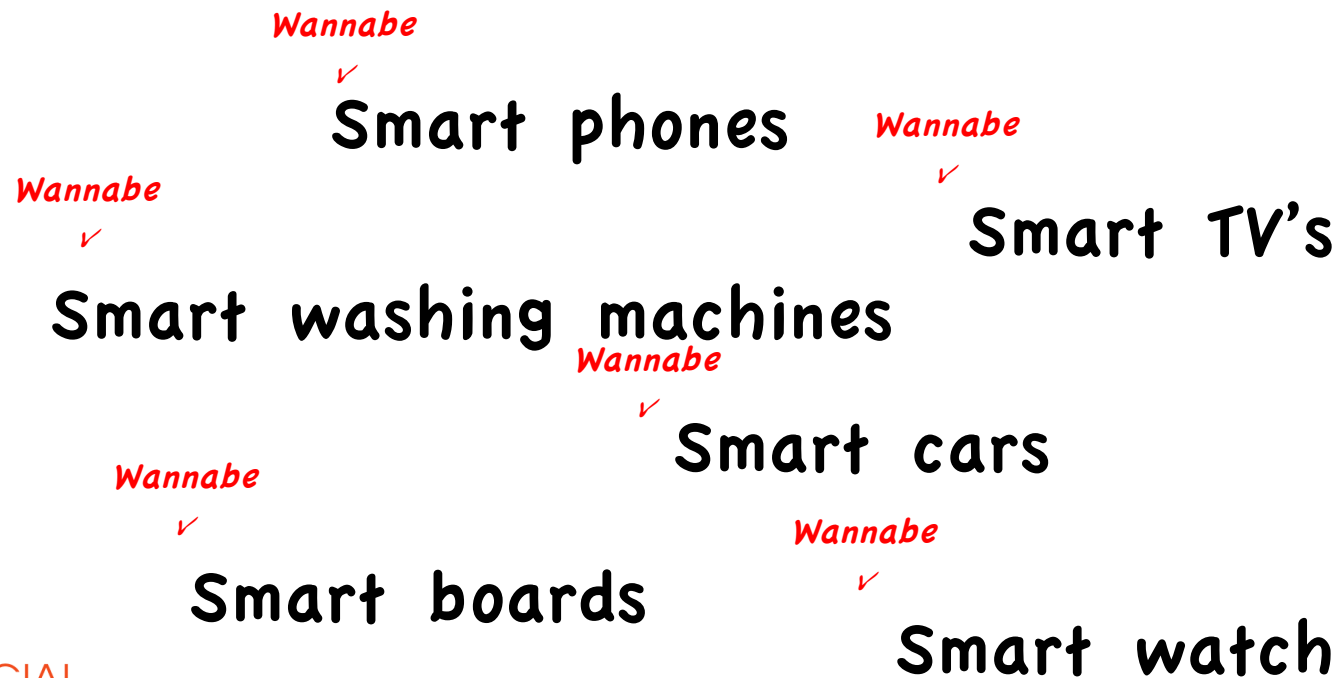 Wannabe
✓
Smart phones
Wannabe
✓
Smart TV’s
Wannabe
✓
Smart washing machines
Wannabe
✓
Smart cars
Wannabe
✓
Smart boards
Wannabe
✓
Smart watch